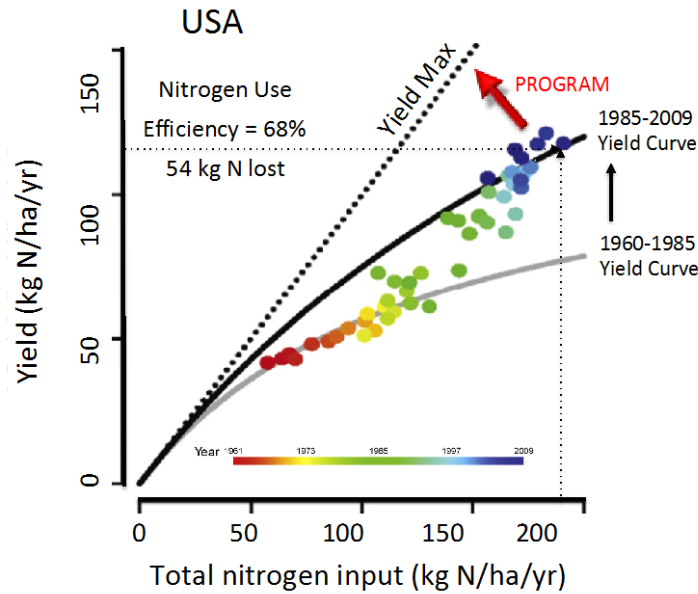 USA
Nitrogen Use
Efficiency = 68%
54 kg N lost
Yield Max
PROGRAM
1985-2009
Yield Curve
1960-1985
Yield Curve
Yield (kg N/ha/yr)
150
100
50
0
Year 1961 1973 1985 1997 2009
0 50 100 150 200
Total nitrogen input (kg N/ha/yr)